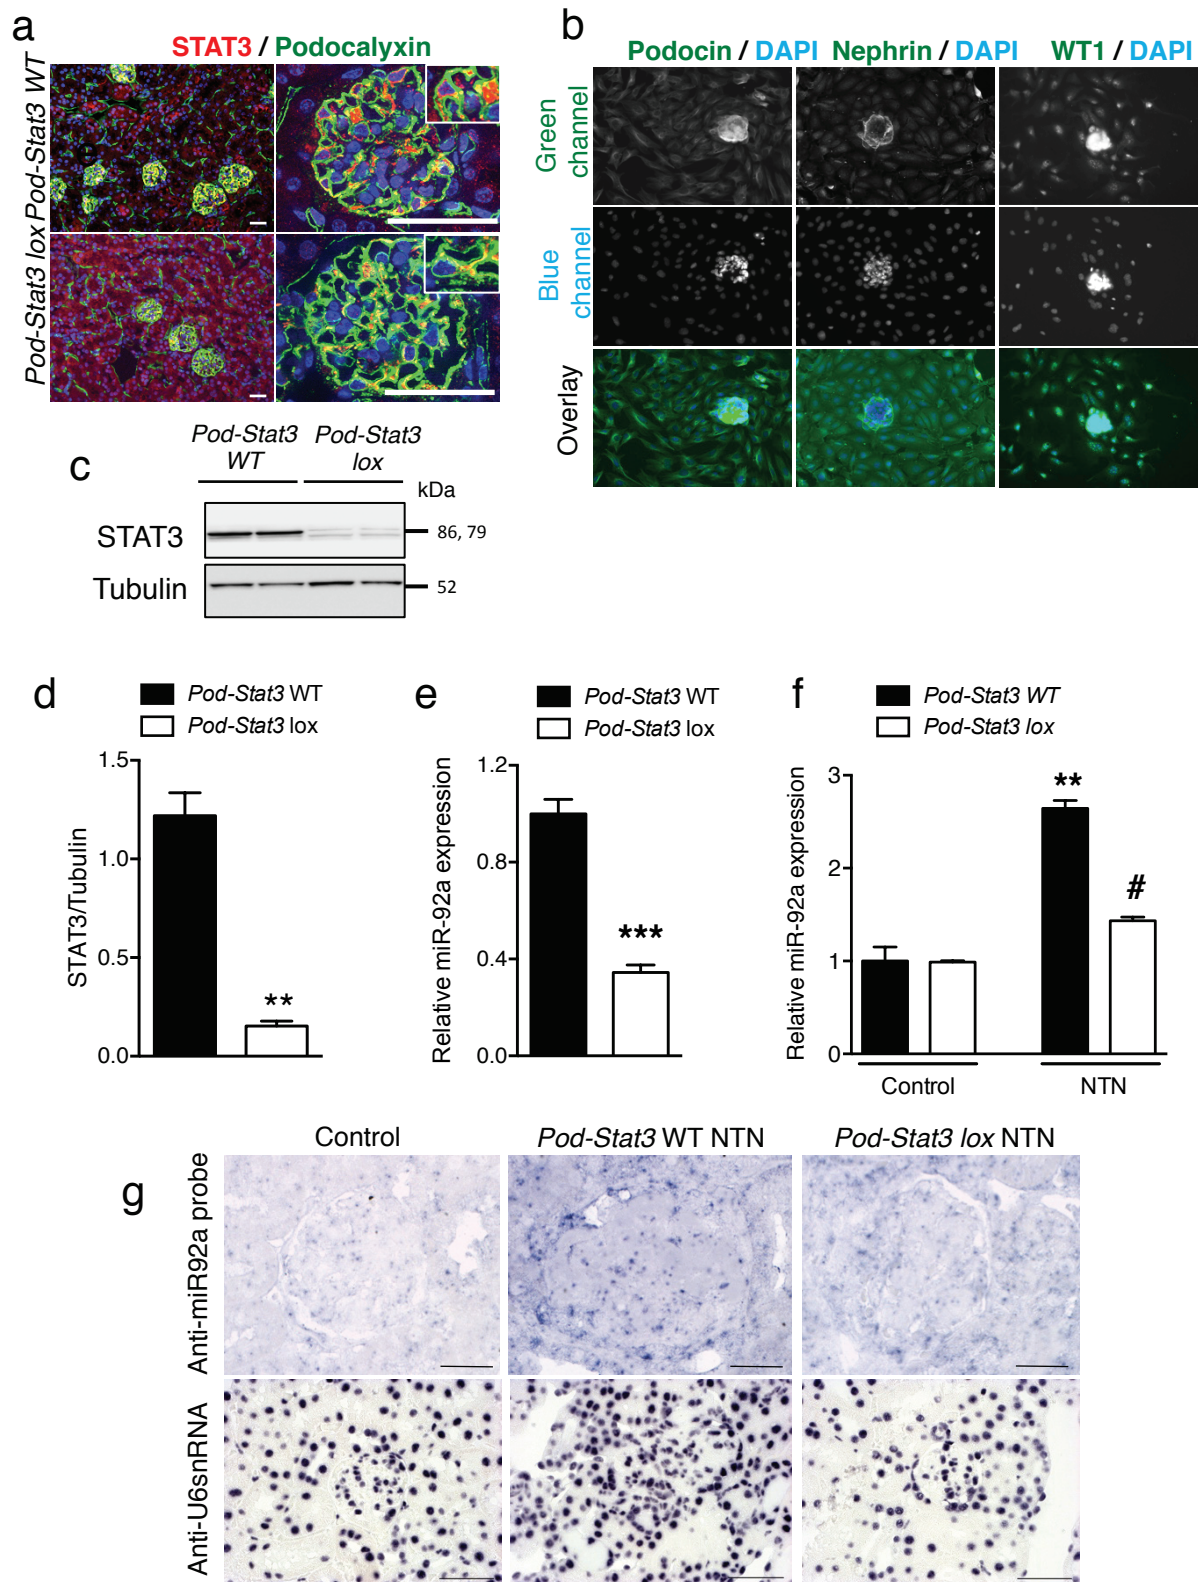 a
STAT3 / Podocalyxin
Pod-Stat3 WT
Pod-Stat3 lox
b
Podocin / DAPI
Nephrin / DAPI
WT1 / DAPI
Green
channel
Blue
channel
Overlay
c
Pod-Stat3
WT
Pod-Stat3
lox
kDa
STAT3
86, 79
Tubulin
52
d
Pod-Stat3 WT
Pod-Stat3 lox
STAT3/Tubulin
1.5
1.0
0.5
0.0
**
e
Pod-Stat3 WT
Pod-Stat3 lox
Relative miR-92a expression
1.2
0.8
0.4
0.0
***
f
Pod-Stat3 WT
Pod-Stat3 lox
Relative miR-92a expression
3
2
1
0
**
#
Control
NTN
g
Control
Pod-Stat3 WT NTN
Pod-Stat3 lox NTN
Anti-miR92a probe
Anti-U6snRNA